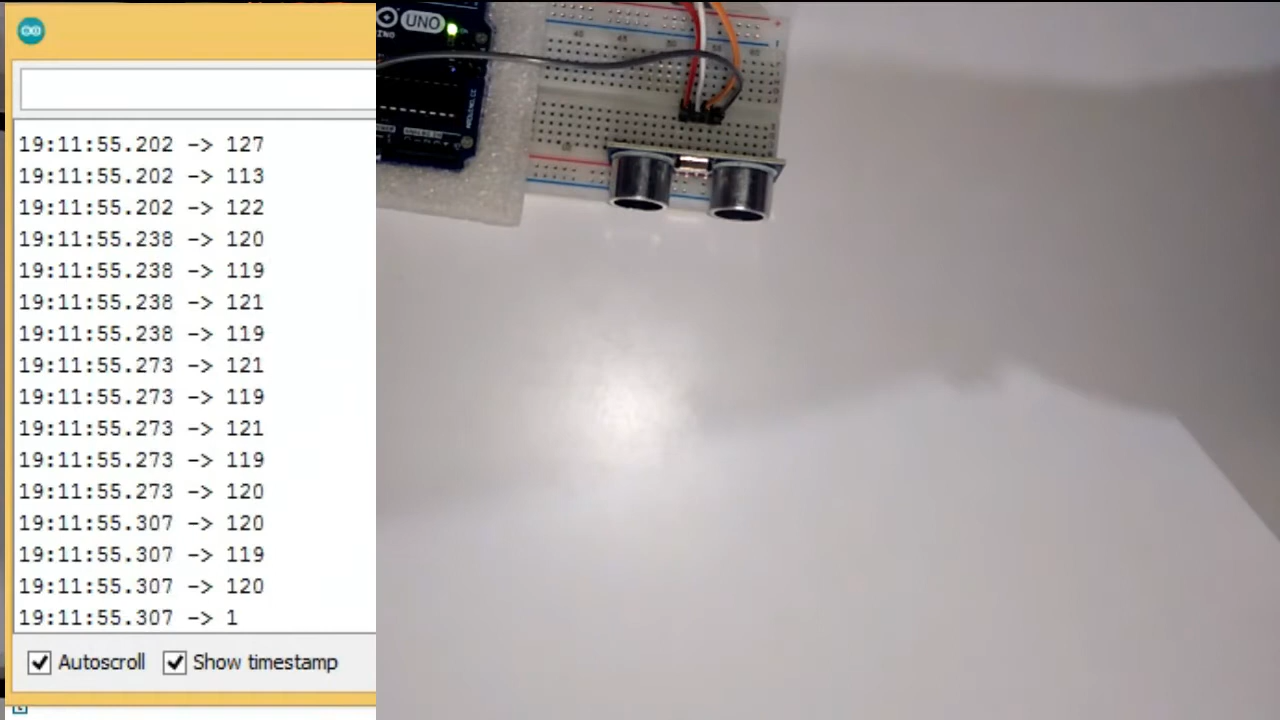 UNO
19:11:55.202 -> 127
19:11:55.202 -> 113
19:11:55.202 -> 122
19:11:55.238 -> 120
19:11:55.238 -> 119
19:11:55.238 -> 121
19:11:55.238 -> 119
19:11:55.273 -> 121
19:11:55.273 -> 119
19:11:55.273 -> 121
19:11:55.273 -> 119
19:11:55.273 -> 120
19:11:55.307 -> 120
19:11:55.307 -> 119
19:11:55.307 -> 120
19:11:55.307 -> 1
Autoscroll Show timestamp